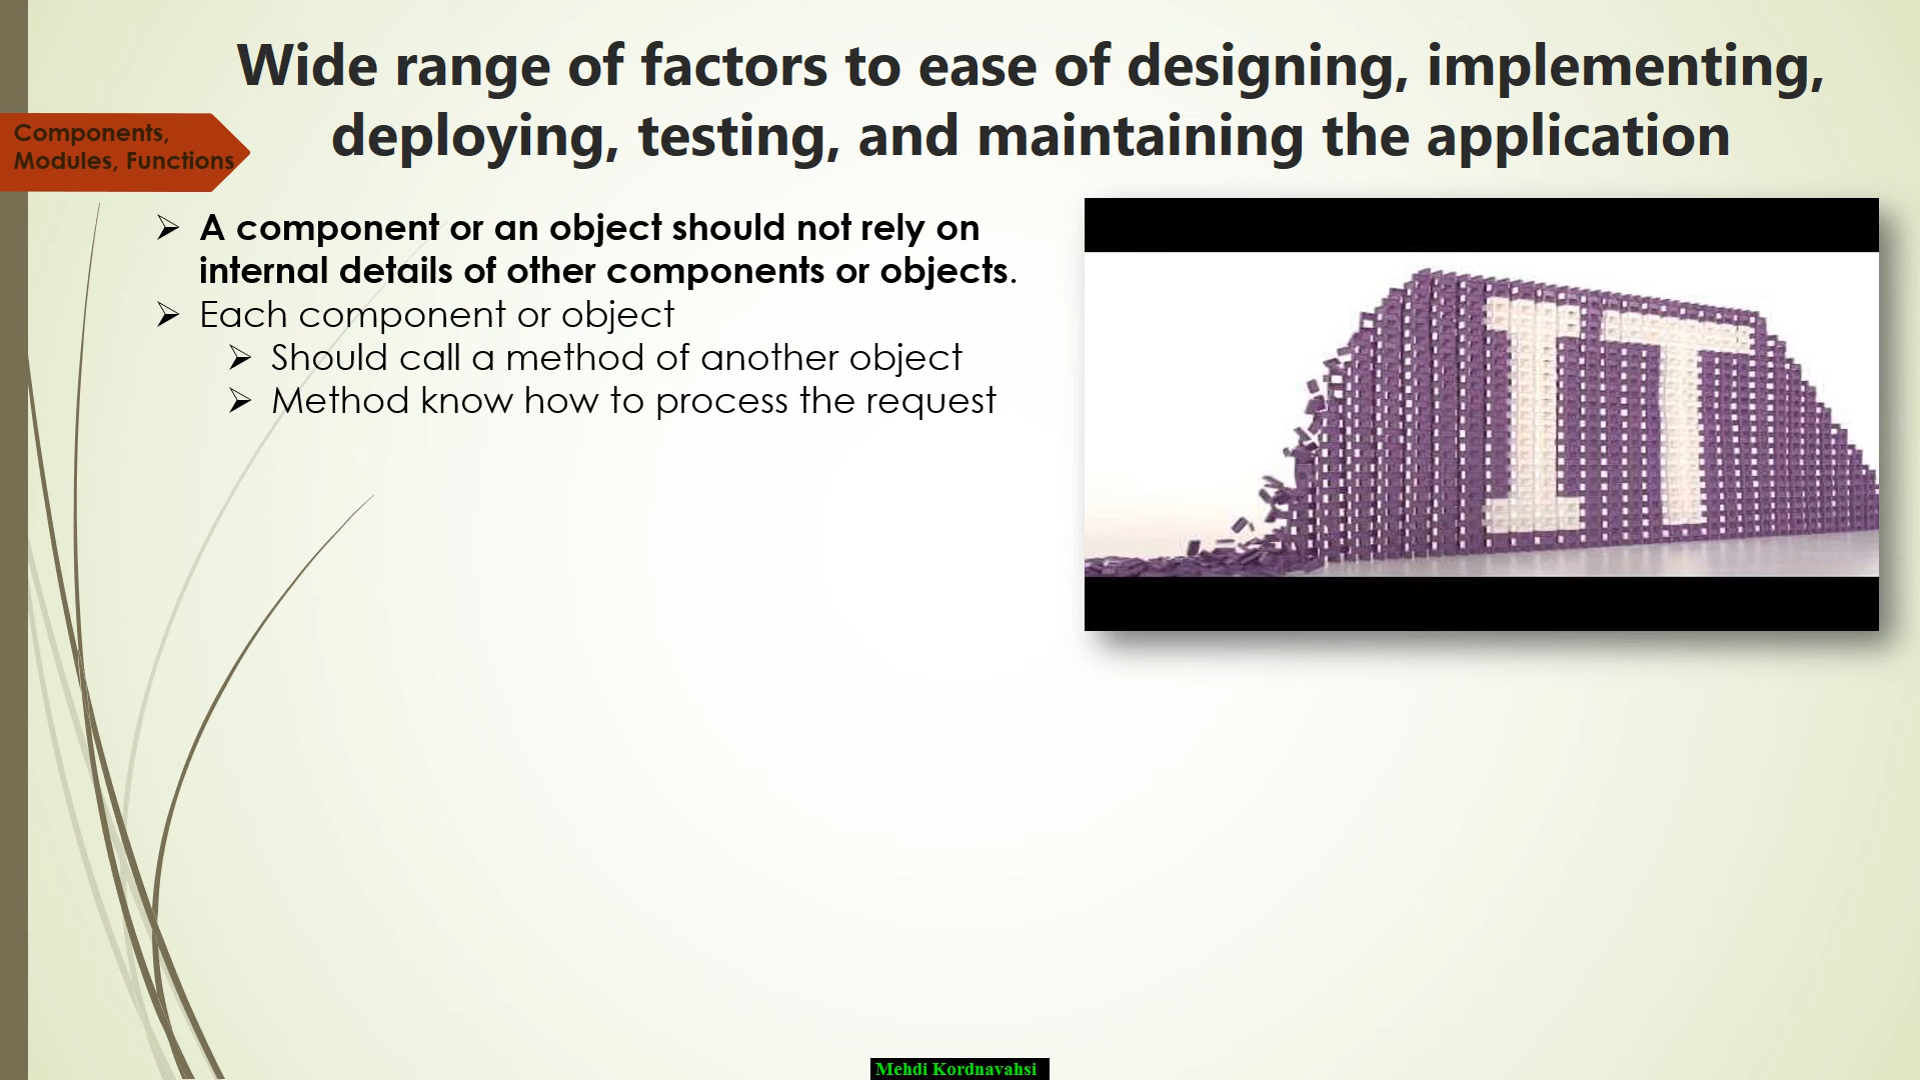 Wide range of factors to ease of designing, implementing,
deploying, testing, and maintaining the application
Components,
Modules, Functions
➢ A component or an object should not rely on
internal details of other components or objects.
➢ Each component or object
➢ Should call a method of another object
➢ Method know how to process the request
IT
Mehdi Kordnavahsi